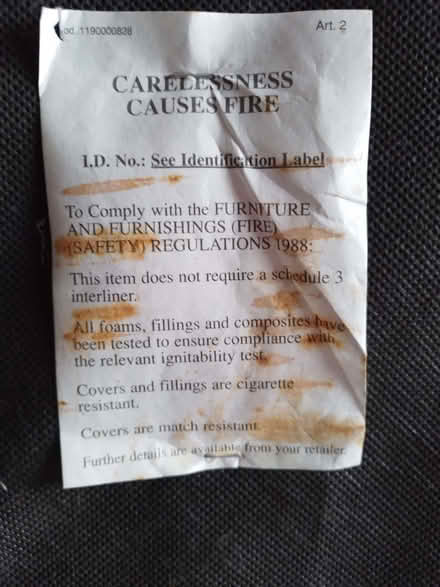 od. 1190000828 Art. 2
CARELESSNESS
CAUSES FIRE
I.D. No.: See Identification Label
To Comply with the FURNITURE
AND FURNISHINGS (FIRE)
(SAFETY) REGULATIONS 1988:
This item does not require a schedule 3
interliner.
All foams, fillings and composites have
been tested to ensure compliance with
the relevant ignitability test.
Covers and fillings are cigarette
resistant.
Covers are match resistant.
Further details are available from your retailer.